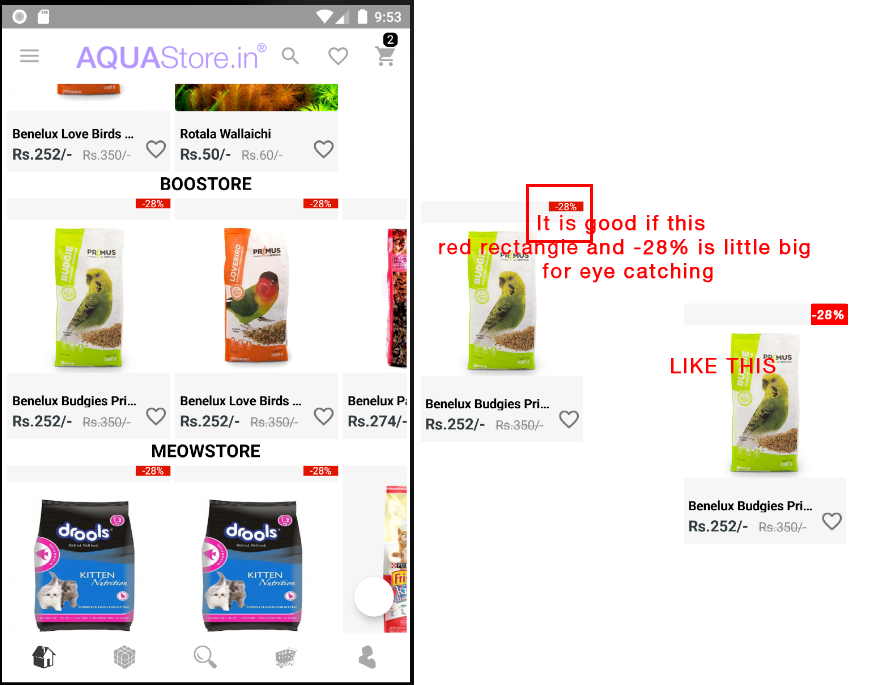 9:53
AQUAStore.in®
2
Benelux Love Birds ...
Rs.252/- Rs.350/-
Rotala Wallaichi
Rs.50/- Rs.60/-
BOOSTORE
-28%
-28%
BUDGIE
PRIMUS
LOVEBIRD
PRIMUS
Benelux Budgies Pri...
Rs.252/- Rs.350/-
Benelux Love Birds ...
Rs.252/- Rs.350/-
Benelux Pa
Rs.274/-
MEOWSTORE
-28%
-28%
drools
KITTEN
Nutrition
drools
KITTEN
Nutrition
-28%
It is good if this
red rectangle and -28% is little big
for eye catching
BUDGIE
Benelux Budgies Pri...
Rs.252/- Rs.350/-
-28%
LIKE THIS
PRIMUS
Benelux Budgies Pri...
Rs.252/- Rs.350/-